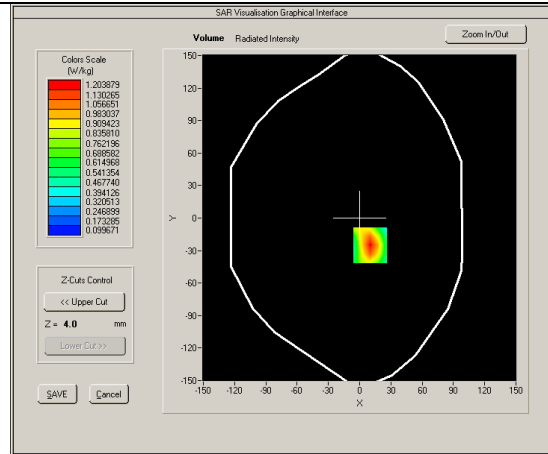 SAR Visualisation Graphical Interface
Volume Radiated Intensity
Zoom In/Out
Colors Scale
(W/kg)
1.203879
1.130265
1.056651
0.983037
0.909423
0.835810
0.762196
0.688582
0.614968
0.541354
0.467740
0.394126
0.320513
0.246899
0.173285
0.099671
Z-Cuts Control
<< Upper Cut
Z = 4.0 mm
Lower Cut >>
SAVE Cancel
150
120
90
60
30
Y 0
-30
-60
-90
-120
-150
-150 -120 -90 -60 -30 0 30 60 90 120 150
X